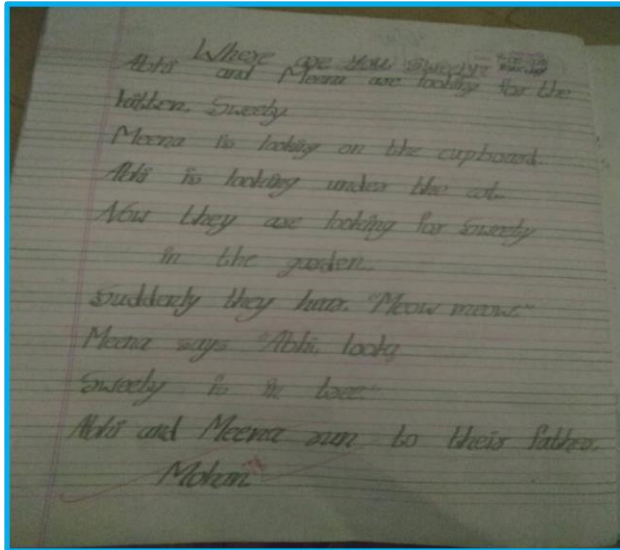 Where are you Sweety
Abhi and Meena are looking for the
kitten. Sweety
Meena is looking on the cupboard.
Abhi is looking under the cot.
Now they are looking for Sweety
in the garden.
Suddenly they hear. "Meow meow."
Meena says "Abhi. look
Sweety is in tree."
Abhi and Meena run to their father.
Mohan